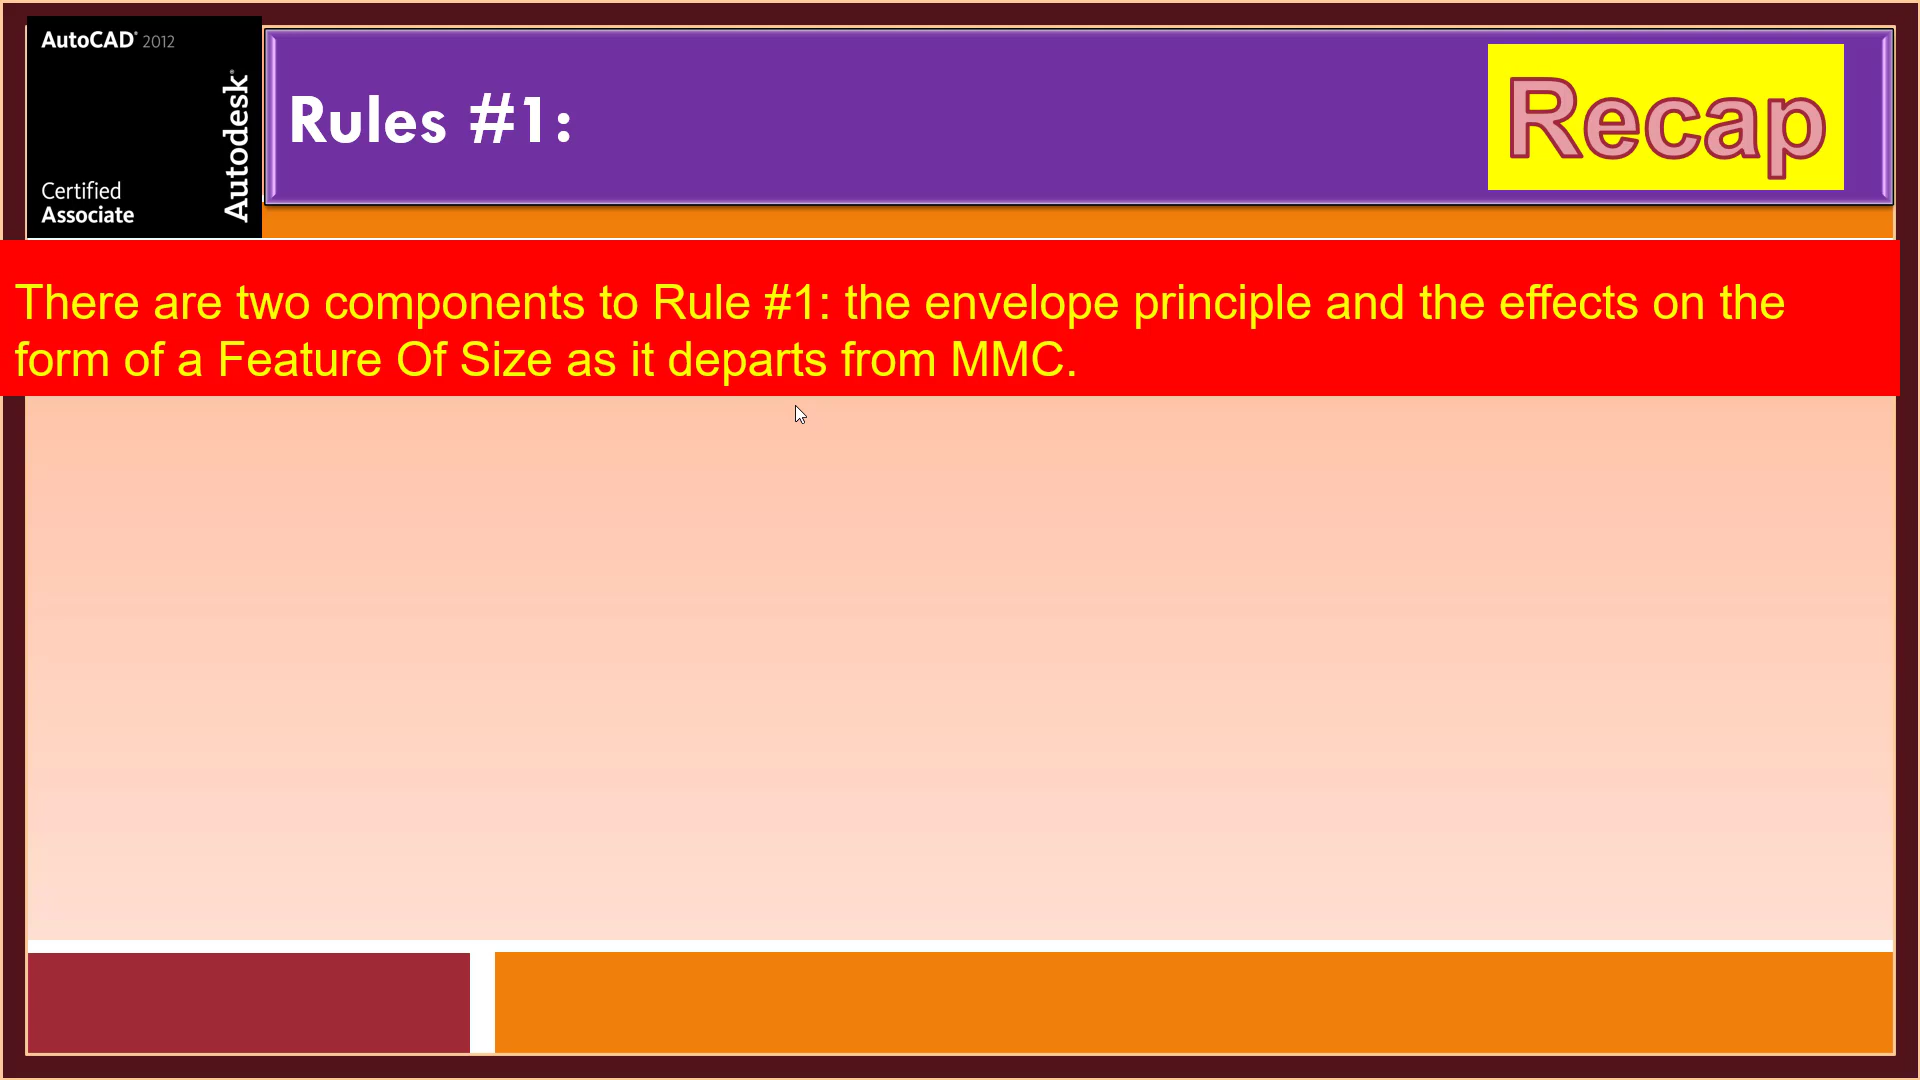 AutoCAD® 2012
Autodesk®
Certified
Associate
Rules #1:
Recap
There are two components to Rule #1: the envelope principle and the effects on the
form of a Feature Of Size as it departs from MMC.